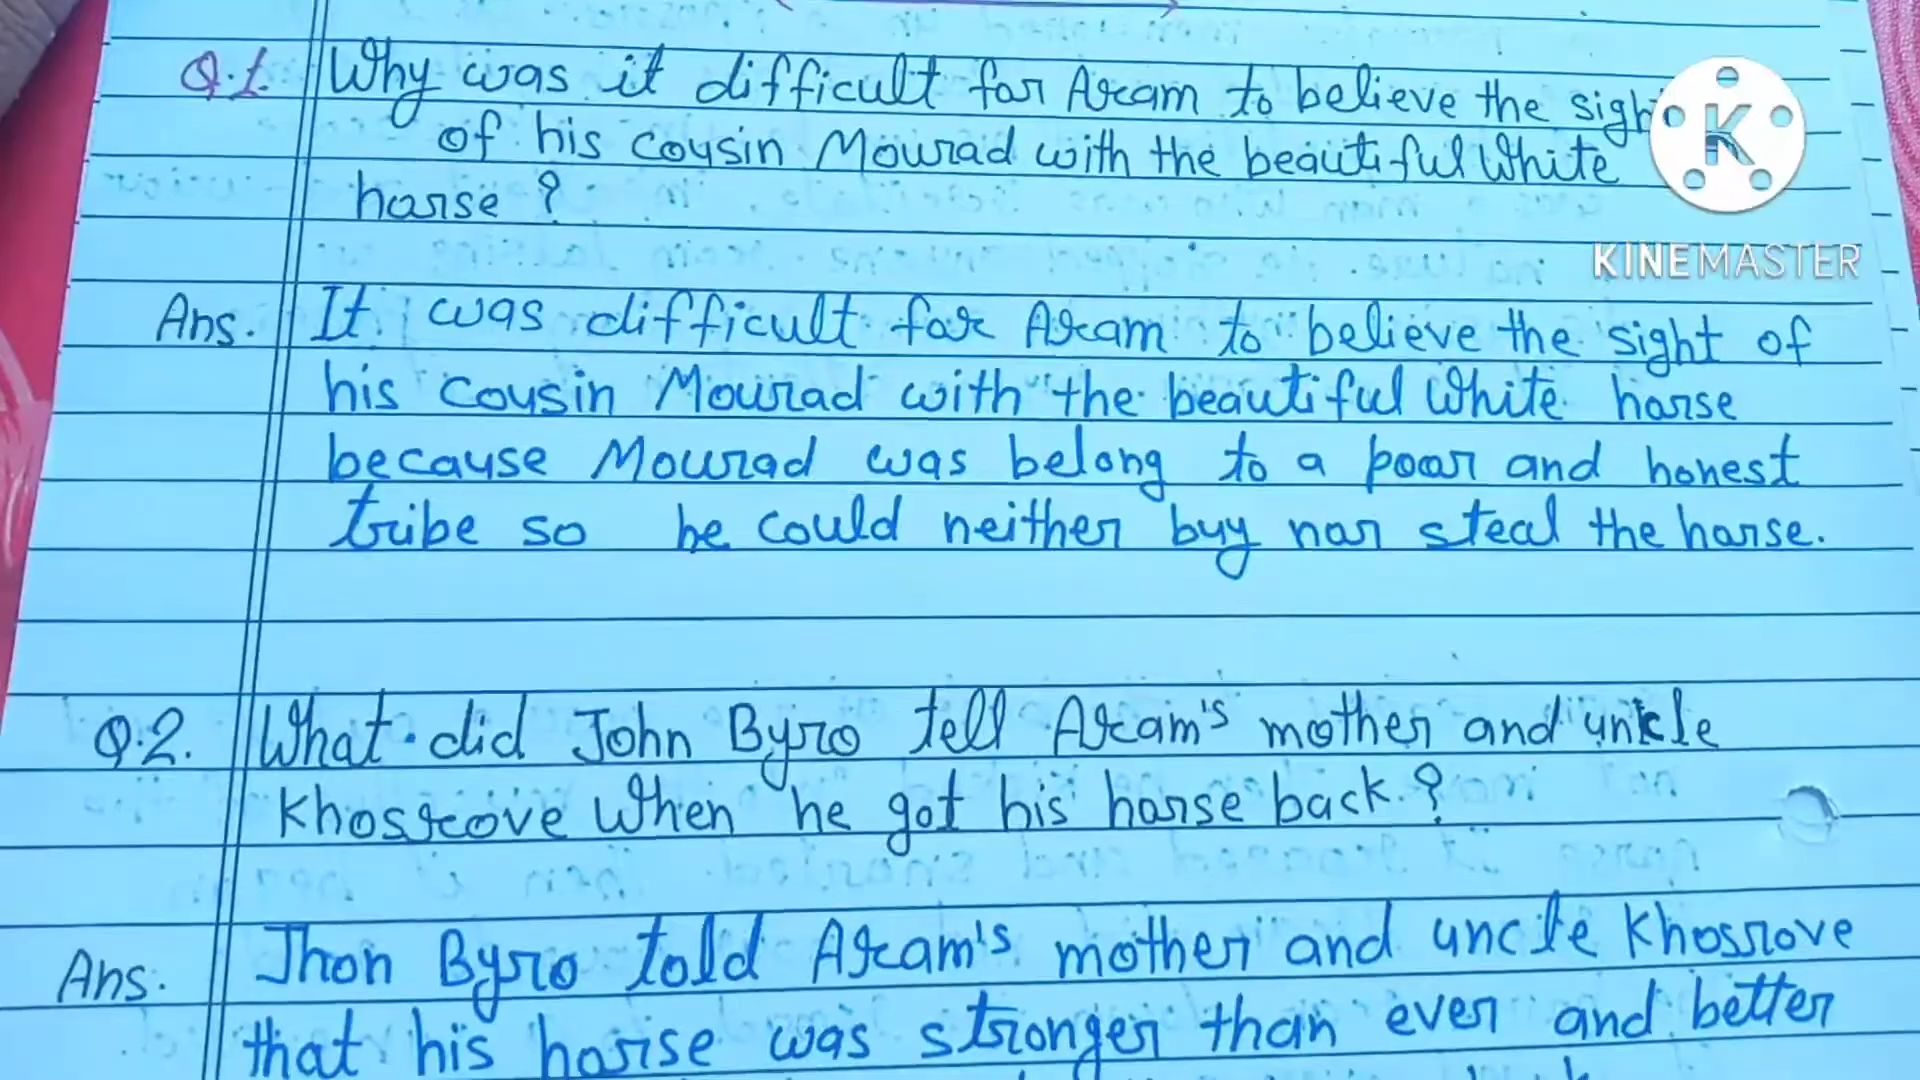 Q.1. Why was it difficult for Aram to believe the sigh
of his cousin Mourad with the beautiful White
horse ?
KINEMASTER
Ans. It was difficult for Aram to believe the sight of
his cousin Mourad with the beautiful White horse
because Mourad was belong to a poor and honest
tribe so he could neither buy nor steal the horse.
Q.2. What did John Byro tell Aram's mother and unkle
Khosrove When he got his horse back ?
Ans. Jhon Byro told Aram's mother and uncle Khosrove
that his horse was stronger than ever and better